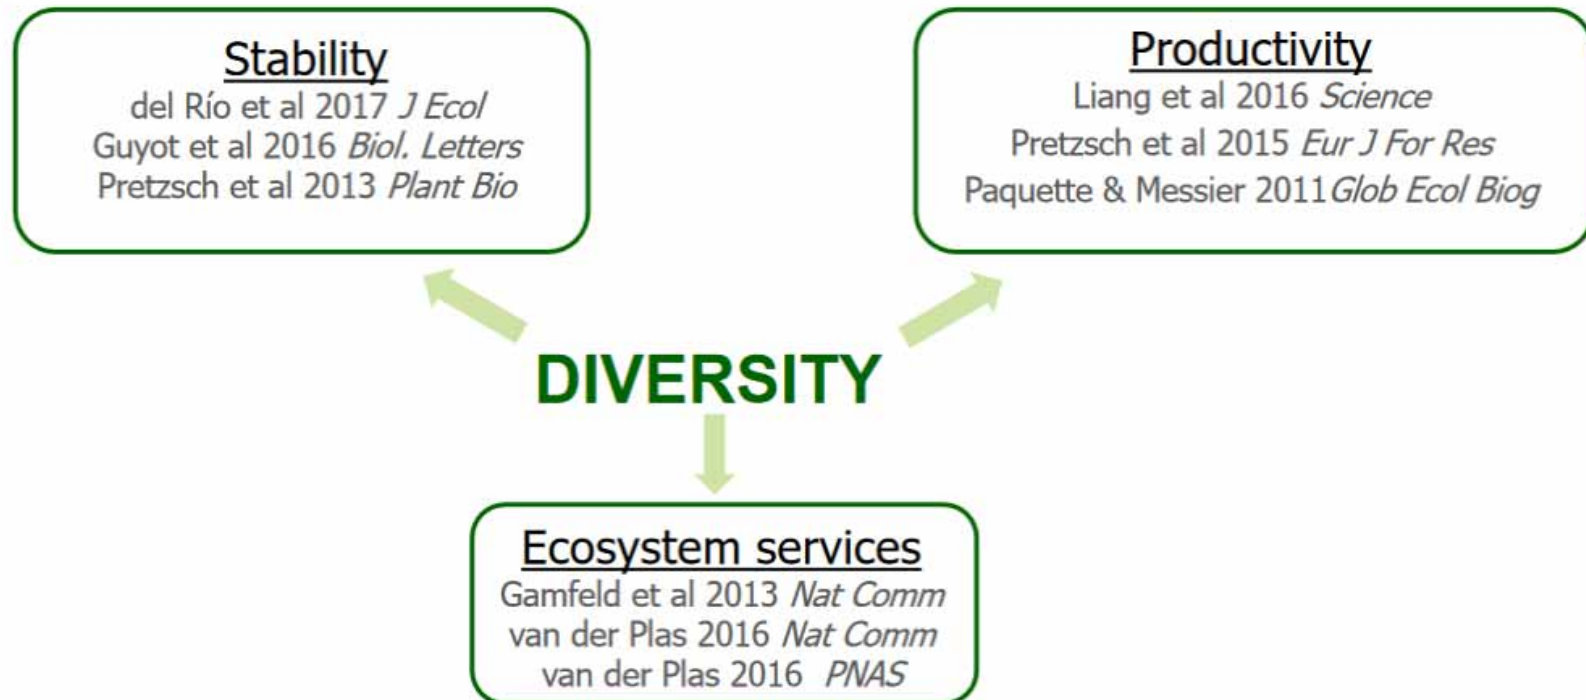 Stability
del Río et al 2017 J Ecol
Guyot et al 2016 Biol. Letters
Pretzsch et al 2013 Plant Bio
Productivity
Liang et al 2016 Science
Pretzsch et al 2015 Eur J For Res
Paquette & Messier 2011Glob Ecol Biog
DIVERSITY
Ecosystem services
Gamfeld et al 2013 Nat Comm
van der Plas 2016 Nat Comm
van der Plas 2016 PNAS